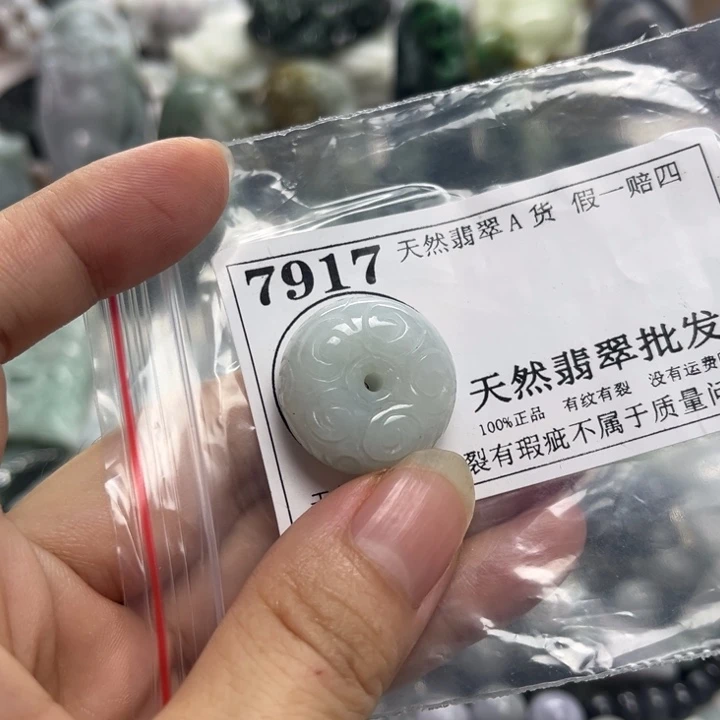 7917
天然翡翠A货 假一赔四
天然翡翠批发
100%正品 有纹有裂 没有运费
裂有瑕疵不属于质量问